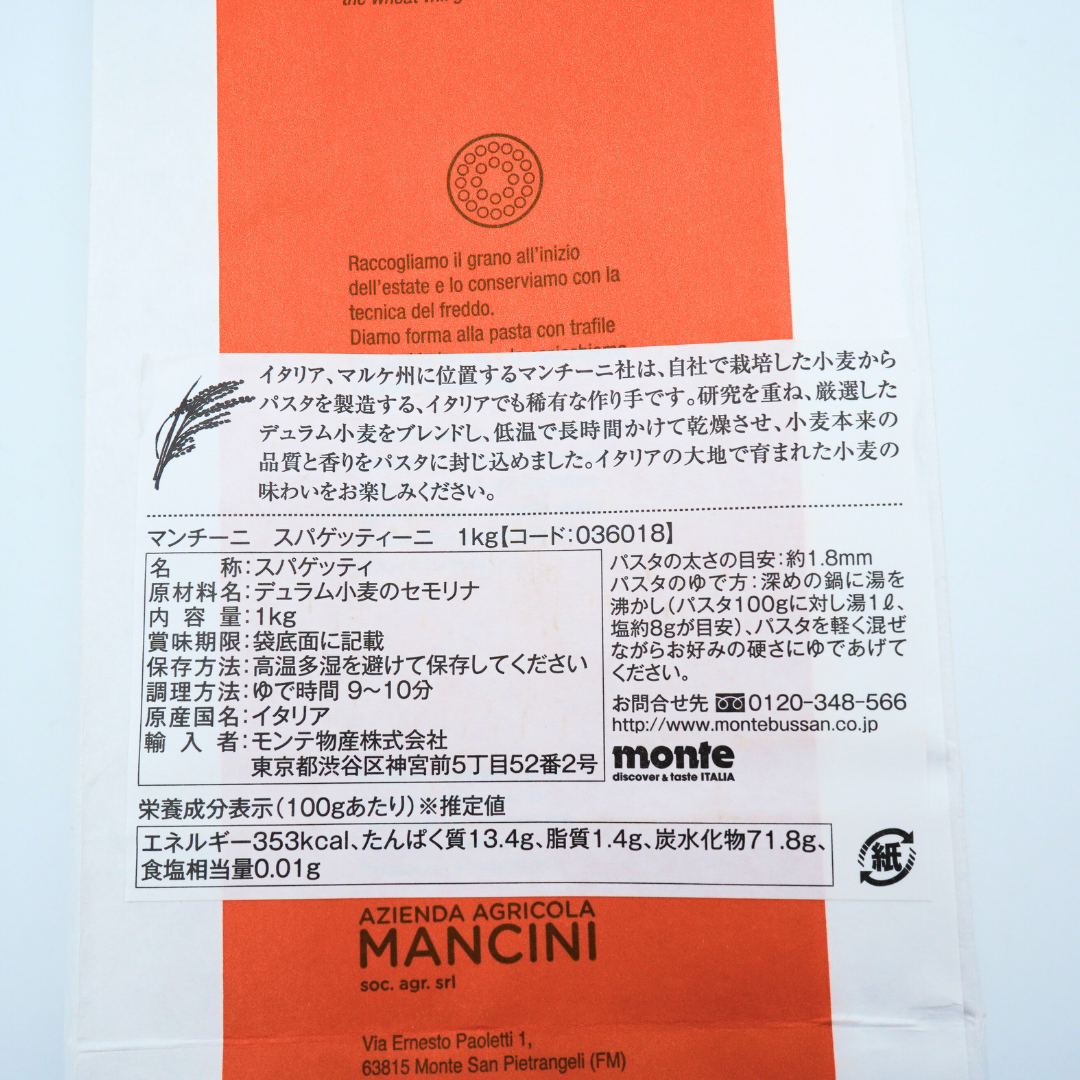 the wheat
Raccogliamo il grano all'inizio
dell'estate e lo conserviamo con la
tecnica del freddo.
Diamo forma alla pasta con trafile
イタリア、マルケ州に位置するマンチーニ社は、自社で栽培した小麦から
パスタを製造する、イタリアでも稀有な作り手です。研究を重ね、厳選した
デュラム小麦をブレンドし、低温で長時間かけて乾燥させ、小麦本来の
品質と香りをパスタに封じ込めました。イタリアの大地で育まれた小麦の
味わいをお楽しみください。
マンチーニ スパゲッティーニ 1kg【コード:036018】
名称:スパゲッティ
原材料名:デュラム小麦のセモリナ
内容量:1kg
賞味期限:袋底面に記載
保存方法:高温多湿を避けて保存してください
調理方法:ゆで時間 9〜10分
原産国名:イタリア
輸入者:モンテ物産株式会社
東京都渋谷区神宮前5丁目52番2号
パスタの太さの目安:約1.8mm
パスタのゆで方:深めの鍋に湯を
沸かし(パスタ100gに対し湯1ℓ、
塩約8gが目安)、パスタを軽く混ぜ
ながらお好みの硬さにゆであげて
ください。
お問合せ先 0120-348-566
http://www.montebussan.co.jp
monte
discover & taste ITALIA
栄養成分表示(100gあたり)※推定値
エネルギー353kcal、たんぱく質13.4g、脂質1.4g、炭水化物71.8g、
食塩相当量0.01g
紙
AZIENDA AGRICOLA
MANCINI
soc. agr. srl
Via Ernesto Paoletti 1,
63815 Monte San Pietrangeli (FM)